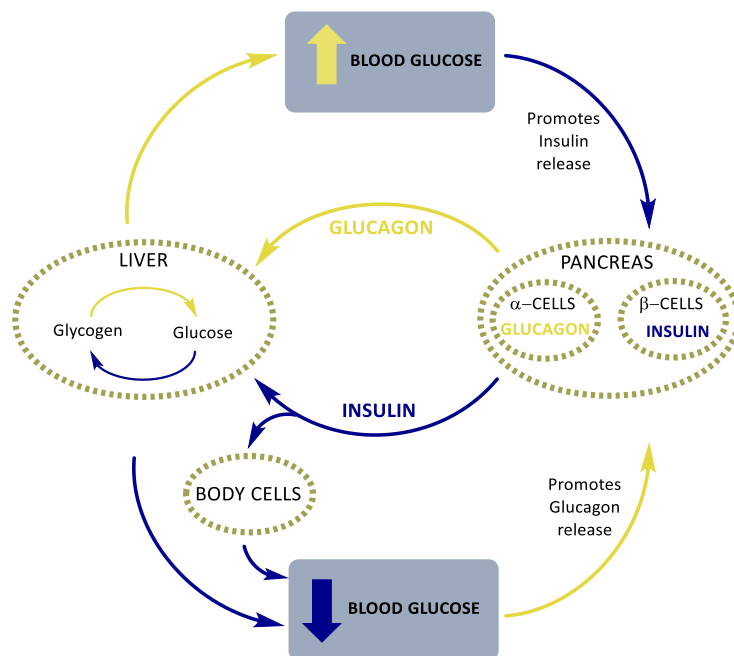 BLOOD GLUCOSE
Promotes
Insulin
release
GLUCAGON
LIVER
Glycogen
Glucose
PANCREAS
α-CELLS
GLUCAGON
β-CELLS
INSULIN
INSULIN
BODY CELLS
Promotes
Glucagon
release
BLOOD GLUCOSE